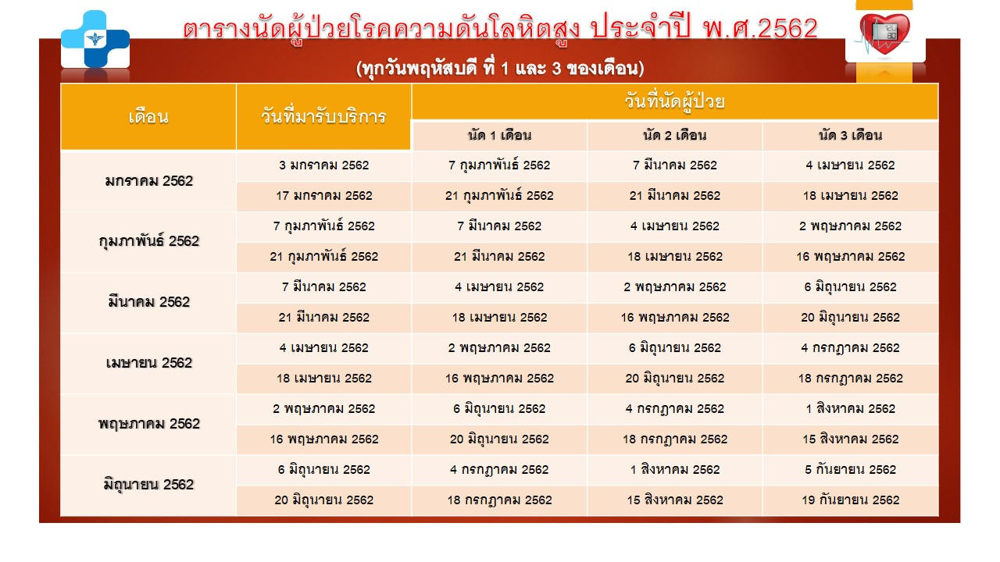 ตารางนัดผู้ป่วยโรคความดันโลหิตสูง ประจำปี พ.ศ.2562
(ทุกวันพฤหัสบดี ที่ 1 และ 3 ของเดือน)
120
80
เดือน วันที่มารับบริการ วันที่นัดผู้ป่วย
นัด 1 เดือน นัด 2 เดือน นัด 3 เดือน
มกราคม 2562
3 มกราคม 2562 7 กุมภาพันธ์ 2562 7 มีนาคม 2562 4 เมษายน 2562
17 มกราคม 2562 21 กุมภาพันธ์ 2562 21 มีนาคม 2562 18 เมษายน 2562
กุมภาพันธ์ 2562
7 กุมภาพันธ์ 2562 7 มีนาคม 2562 4 เมษายน 2562 2 พฤษภาคม 2562
21 กุมภาพันธ์ 2562 21 มีนาคม 2562 18 เมษายน 2562 16 พฤษภาคม 2562
มีนาคม 2562
7 มีนาคม 2562 4 เมษายน 2562 2 พฤษภาคม 2562 6 มิถุนายน 2562
21 มีนาคม 2562 18 เมษายน 2562 16 พฤษภาคม 2562 20 มิถุนายน 2562
เมษายน 2562
4 เมษายน 2562 2 พฤษภาคม 2562 6 มิถุนายน 2562 4 กรกฎาคม 2562
18 เมษายน 2562 16 พฤษภาคม 2562 20 มิถุนายน 2562 18 กรกฎาคม 2562
พฤษภาคม 2562
2 พฤษภาคม 2562 6 มิถุนายน 2562 4 กรกฎาคม 2562 1 สิงหาคม 2562
16 พฤษภาคม 2562 20 มิถุนายน 2562 18 กรกฎาคม 2562 15 สิงหาคม 2562
มิถุนายน 2562
6 มิถุนายน 2562 4 กรกฎาคม 2562 1 สิงหาคม 2562 5 กันยายน 2562
20 มิถุนายน 2562 18 กรกฎาคม 2562 15 สิงหาคม 2562 19 กันยายน 2562